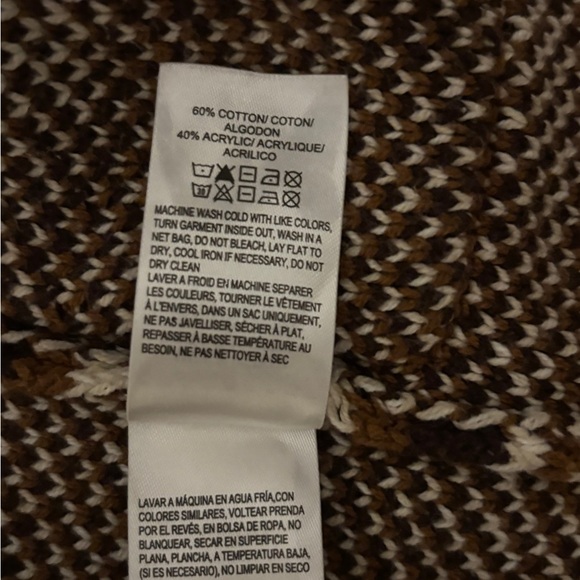 60% COTTON/ COTON/
ALGODON
40% ACRYLIC/ ACRYLIQUE/
ACRILICO
30
MACHINE WASH COLD WITH LIKE COLORS,
TURN GARMENT INSIDE OUT, WASH IN A
NET BAG, DO NOT BLEACH, LAY FLAT TO
DRY, COOL IRON IF NECESSARY, DO NOT
DRY CLEAN
LAVER A FROID EN MACHINE SEPARER
LES COULEURS, TOURNER LE VÊTEMENT
À L'ENVERS, DANS UN SAC UNIQUEMENT,
NE PAS JAVELLISER, SÉCHER À PLAT,
REPASSER À BASSE TEMPÉRATURE AU
BESOIN, NE PAS NETTOYER À SEC
LAVAR A MÁQUINA EN AGUA FRÍA,CON
COLORES SIMILARES, VOLTEAR PRENDA
POR EL REVÉS, EN BOLSA DE ROPA, NO
BLANQUEAR, SECAR EN SUPERFICIE
PLANA, PLANCHA, A TEMPERATURA BAJA,
(SI ES NECESARIO), NO LIMPIAR EN SECO